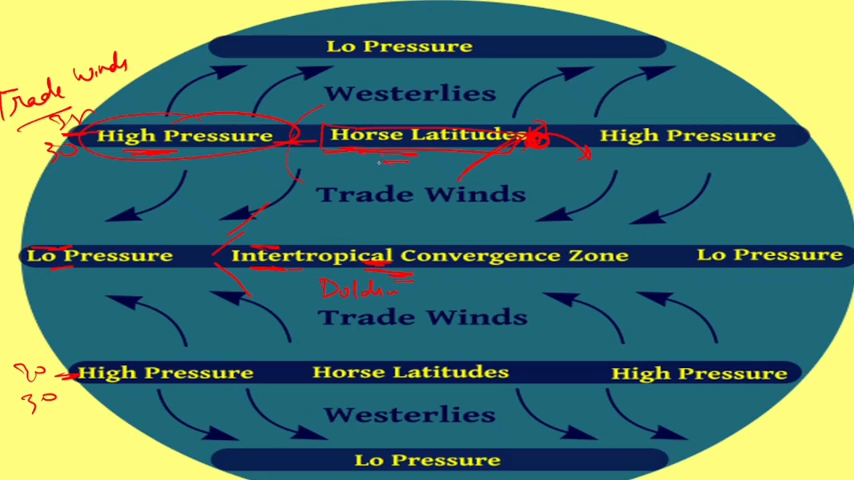 Lo Pressure
Westerlies
Trade winds
High Pressure Horse Latitudes High Pressure
30
Trade Winds
Lo Pressure Intertropical Convergence Zone Lo Pressure
Trade Winds
High Pressure Horse Latitudes High Pressure
30
Westerlies
Lo Pressure